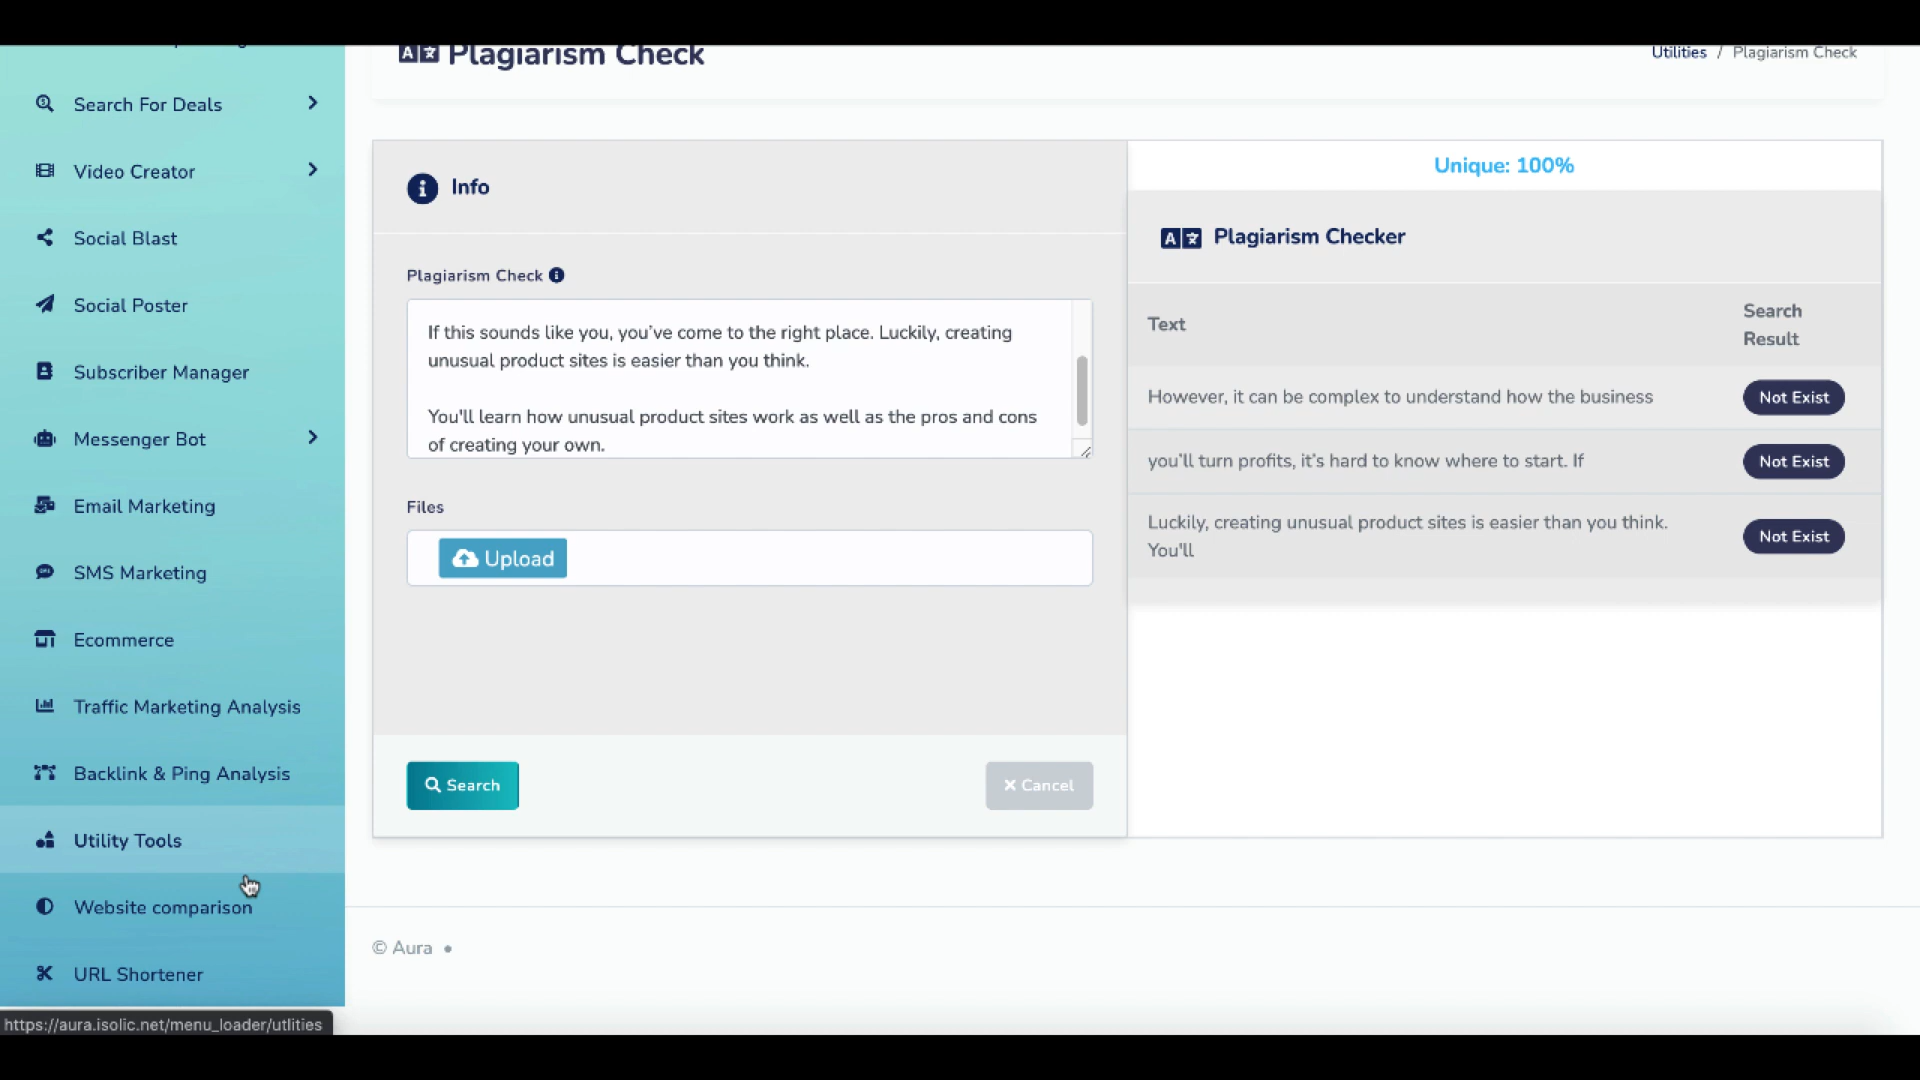 Plagiarism Check
Utilities / Plagiarism Check
Search For Deals
Video Creator
Social Blast
Social Poster
Subscriber Manager
Messenger Bot
Email Marketing
SMS Marketing
Ecommerce
Traffic Marketing Analysis
Backlink & Ping Analysis
Utility Tools
Website comparison
URL Shortener
https://aura.isolic.net/menu_loader/utlities
Info
Plagiarism Check
If this sounds like you, you’ve come to the right place. Luckily, creating
unusual product sites is easier than you think.
You'll learn how unusual product sites work as well as the pros and cons
of creating your own.
Files
Upload
Search
Cancel
Unique: 100%
Plagiarism Checker
Text
Search
Result
However, it can be complex to understand how the business
Not Exist
you’ll turn profits, it’s hard to know where to start. If
Not Exist
Luckily, creating unusual product sites is easier than you think.
You'll
Not Exist
© Aura •